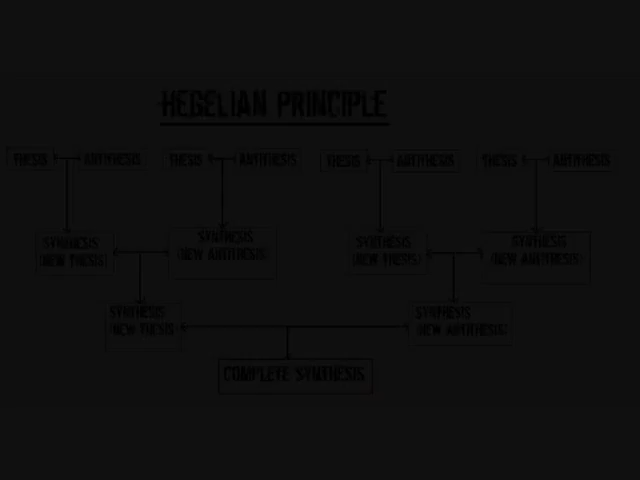 HEGELIAN PRINCIPLE
THESIS ANTITHESIS THESIS ANTITHESIS THESIS ANTITHESIS THESIS ANTITHESIS
SYNTHESIS
(NEW THESIS)
SYNTHESIS
(NEW ANTITHESIS)
SYNTHESIS
(NEW THESIS)
SYNTHESIS
(NEW ANTITHESIS)
SYNTHESIS
(NEW THESIS)
SYNTHESIS
(NEW ANTITHESIS)
COMPLETE SYNTHESIS